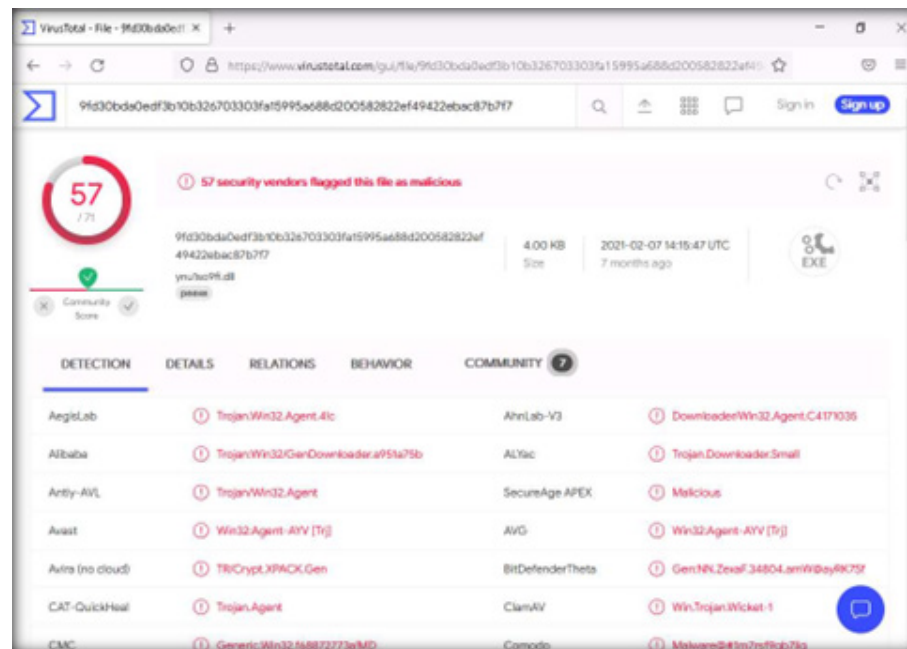 VirusTotal - File - 9fd30bda0edf
https://www.virustotal.com/gui/file/9fd30bda0edf3b10b326703303fa15995a688d200582822ef49
9fd30bda0edf3b10b326703303fa15995a688d200582822ef49422ebac87b7f7
Sign in
Sign up
57
/ 71
57 security vendors flagged this file as malicious
9fd30bda0edf3b10b326703303fa15995a688d200582822ef
49422ebac87b7f7
peexe
4.00 KB
Size
2021-02-07 14:15:47 UTC
7 months ago
EXE
Community
Score
DETECTION DETAILS RELATIONS BEHAVIOR COMMUNITY 7
AegisLab Trojan.Win32.Agent.4!c AhnLab-V3 Downloader/Win32.Agent.C4171036
Alibaba Trojan:Win32/GenDownloader.a951a75b ALYac Trojan.Downloader.Small
Antiy-AVL Trojan/Win32.Agent SecureAge APEX Malicious
Avast Win32:Agent-AYV [Trj] AVG Win32:Agent-AYV [Trj]
Avira (no cloud) TR/Crypt.XPACK.Gen BitDefenderTheta
CAT-QuickHeal Trojan.Agent ClamAV Win.Trojan.Wicket-1
CMC Comodo